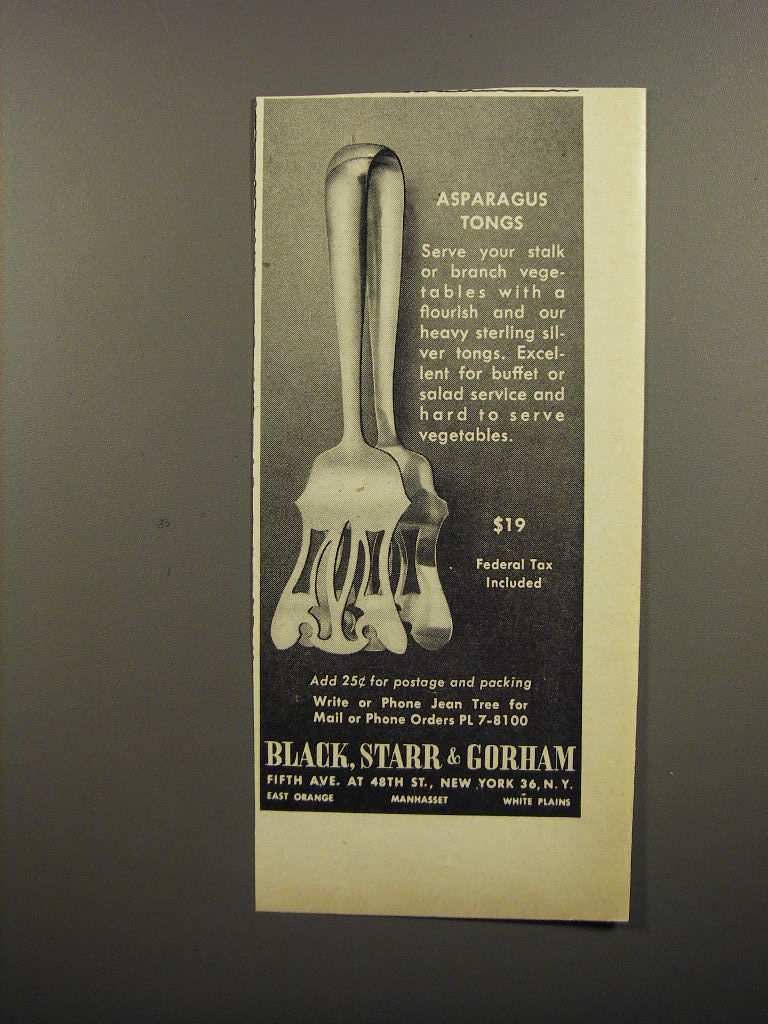 ASPARAGUS
TONGS
Serve your stalk
or branch vege-
tables with a
flourish and our
heavy sterling sil-
ver tongs. Excel-
lent for buffet or
salad service and
hard to serve
vegetables.
$19
Federal Tax
Included
Add 25¢ for postage and packing
Write or Phone Jean Tree for
Mail or Phone Orders PL 7-8100
BLACK, STARR & GORHAM
FIFTH AVE. AT 48TH ST., NEW YORK 36, N. Y.
EAST ORANGE MANHASSET WHITE PLAINS